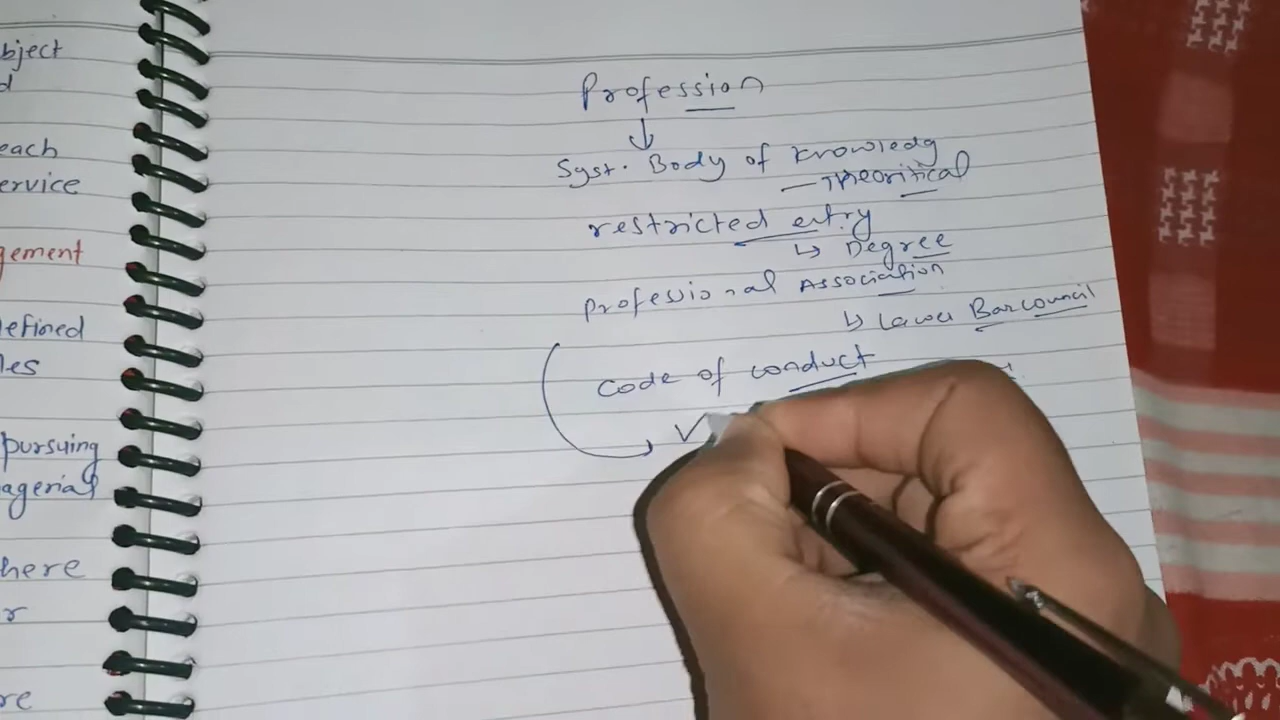 bject
d
each
ervice
gement
efined
les
pursuing
agerial
here
r
re
Profession
↓
Syst. Body of knowledg
— Theoritical
restricted entry
↳ Degree
Professional Association
↳ Lawer Barcouncil
Code of conduct
V